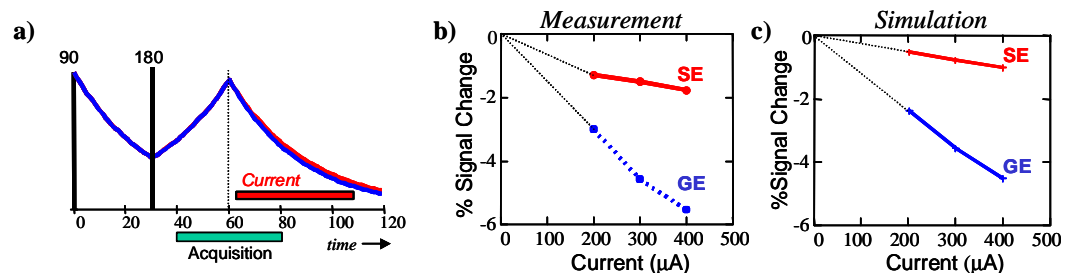 a)
90
180
Current
0
20
40
60
80
100
120
Acquisition
time →
b)
Measurement
% Signal Change
0
-2
-4
-6
SE
GE
0
100
200
300
400
500
Current (μA)
c)
Simulation
%Signal Change
0
-2
-4
-6
SE
GE
0
100
200
300
400
500
Current (μA)